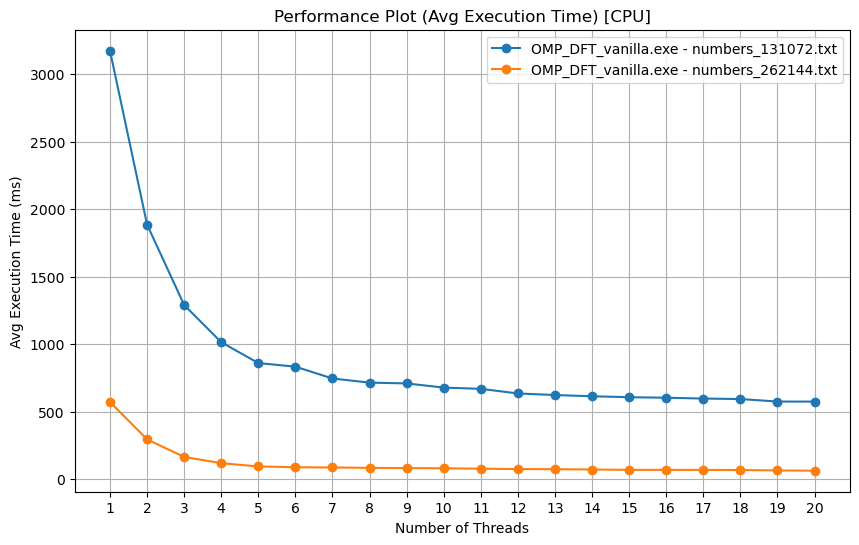 Performance Plot (Avg Execution Time) [CPU]
OMP_DFT_vanilla.exe - numbers_131072.txt
OMP_DFT_vanilla.exe - numbers_262144.txt
Avg Execution Time (ms)
3000
2500
2000
1500
1000
500
0
1 2 3 4 5 6 7 8 9 10 11 12 13 14 15 16 17 18 19 20
Number of Threads